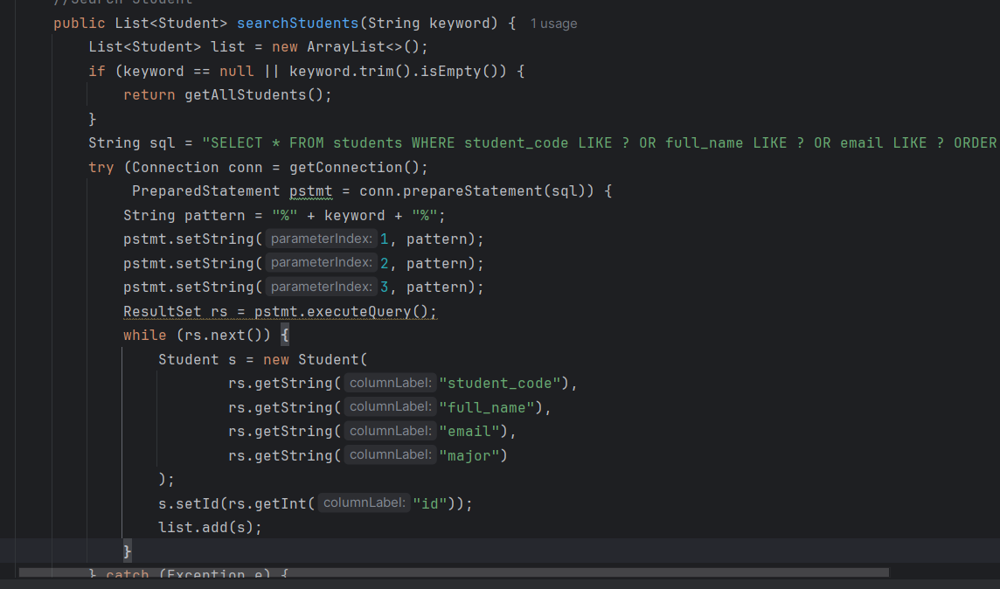 //Search Student
public List<Student> searchStudents(String keyword) { 1 usage
List<Student> list = new ArrayList<>();
if (keyword == null || keyword.trim().isEmpty()) {
return getAllStudents();
}
String sql = "SELECT * FROM students WHERE student_code LIKE ? OR full_name LIKE ? OR email LIKE ? ORDER
try (Connection conn = getConnection();
PreparedStatement pstmt = conn.prepareStatement(sql)) {
String pattern = "%" + keyword + "%";
pstmt.setString( parameterIndex: 1, pattern);
pstmt.setString( parameterIndex: 2, pattern);
pstmt.setString( parameterIndex: 3, pattern);
ResultSet rs = pstmt.executeQuery();
while (rs.next()) {
Student s = new Student(
rs.getString( columnLabel: "student_code"),
rs.getString( columnLabel: "full_name"),
rs.getString( columnLabel: "email"),
rs.getString( columnLabel: "major")
);
s.setId(rs.getInt( columnLabel: "id"));
list.add(s);
}
} catch (Exception e) {